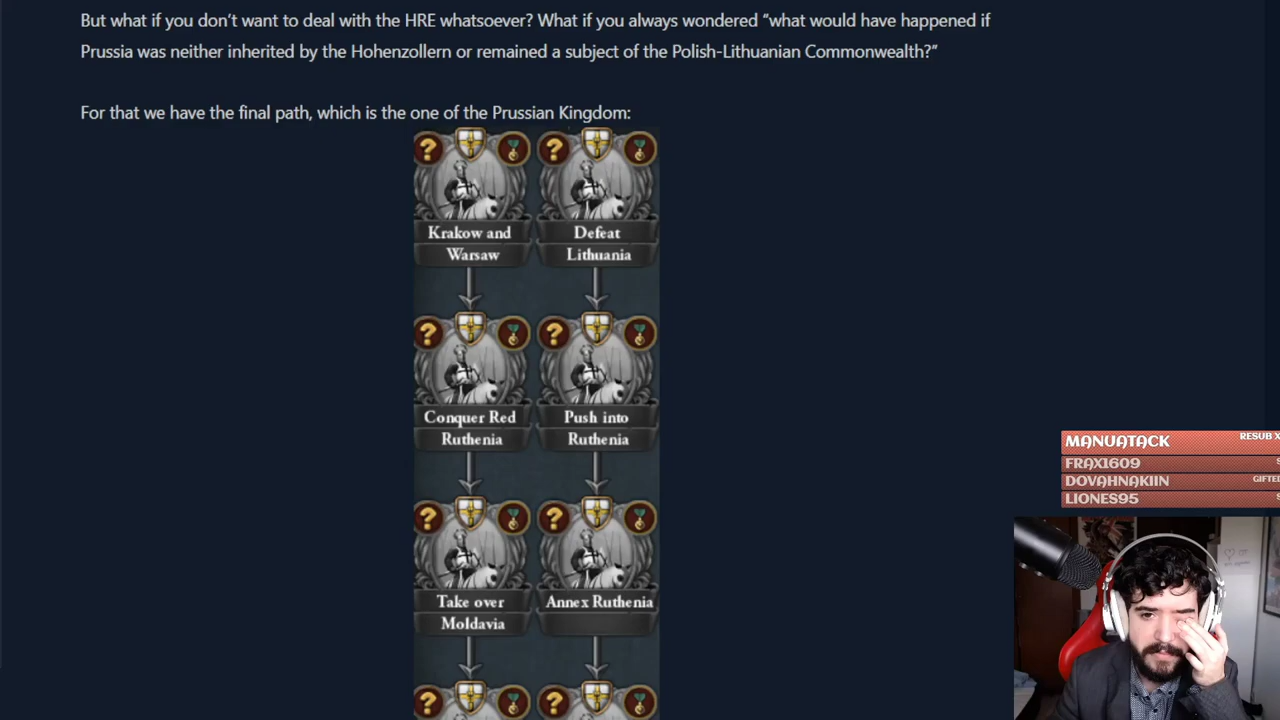 But what if you don’t want to deal with the HRE whatsoever? What if you always wondered “what would have happened if
Prussia was neither inherited by the Hohenzollern or remained a subject of the Polish-Lithuanian Commonwealth?”
For that we have the final path, which is the one of the Prussian Kingdom:
Krakow and
Warsaw
Defeat
Lithuania
Conquer Red
Ruthenia
Push into
Ruthenia
Take over
Moldavia
Annex Ruthenia
MANUATACK RESUB X
FRAX1609
DOVAHNAKIIN GIFTED
LIONES95